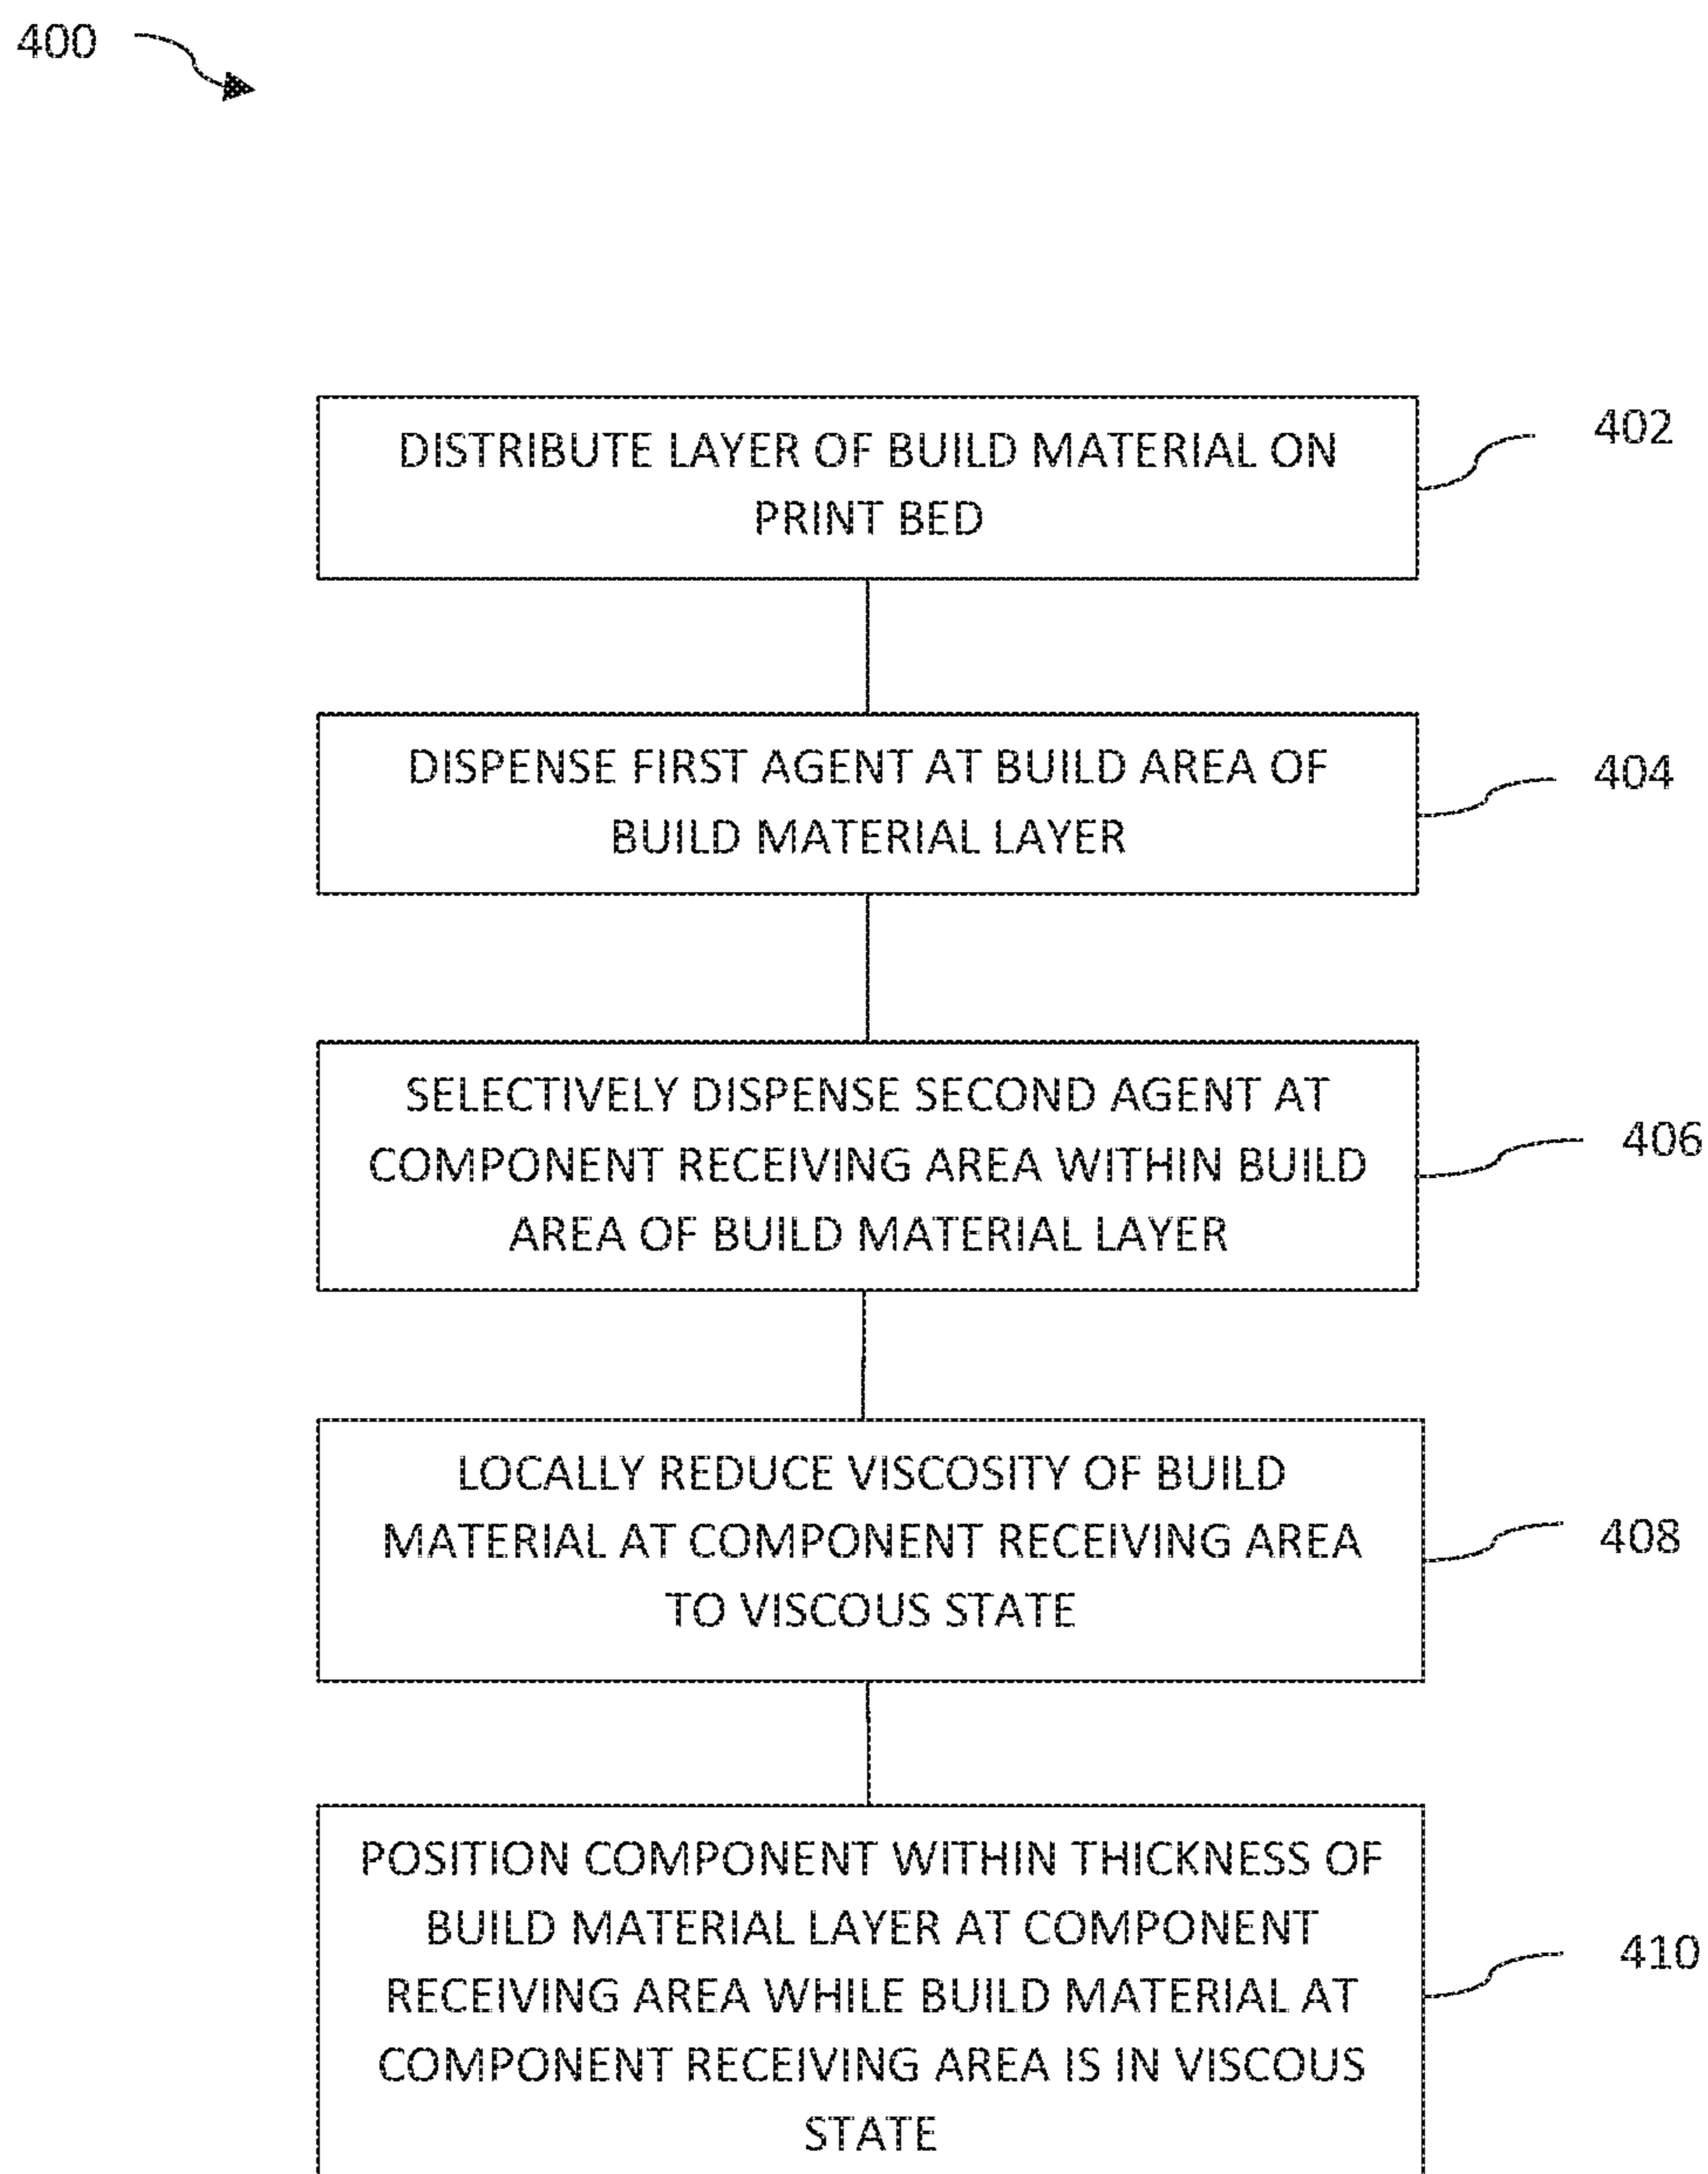 400
DISTRIBUTE LAYER OF BUILD MATERIAL ON
PRINT BED
402
DISPENSE FIRST AGENT AT BUILD AREA OF
BUILD MATERIAL LAYER
404
SELECTIVELY DISPENSE SECOND AGENT AT
COMPONENT RECEIVING AREA WITHIN BUILD
AREA OF BUILD MATERIAL LAYER
406
LOCALLY REDUCE VISCOSITY OF BUILD
MATERIAL AT COMPONENT RECEIVING AREA
TO VISCOUS STATE
408
POSITION COMPONENT WITHIN THICKNESS OF
BUILD MATERIAL LAYER AT COMPONENT
RECEIVING AREA WHILE BUILD MATERIAL AT
COMPONENT RECEIVING AREA IS IN VISCOUS
STATE
410